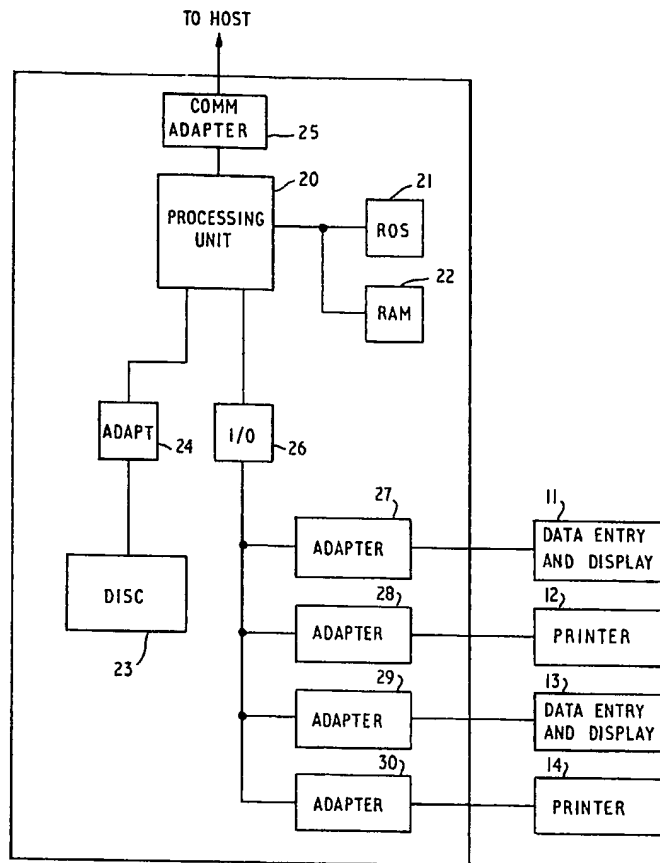 TO HOST
COMM
ADAPTER
25
20
PROCESSING
UNIT
21
ROS
22
RAM
ADAPT
24
I/O
26
DISC
23
27
ADAPTER
11
DATA ENTRY
AND DISPLAY
28
ADAPTER
12
PRINTER
29
ADAPTER
13
DATA ENTRY
AND DISPLAY
30
ADAPTER
14
PRINTER